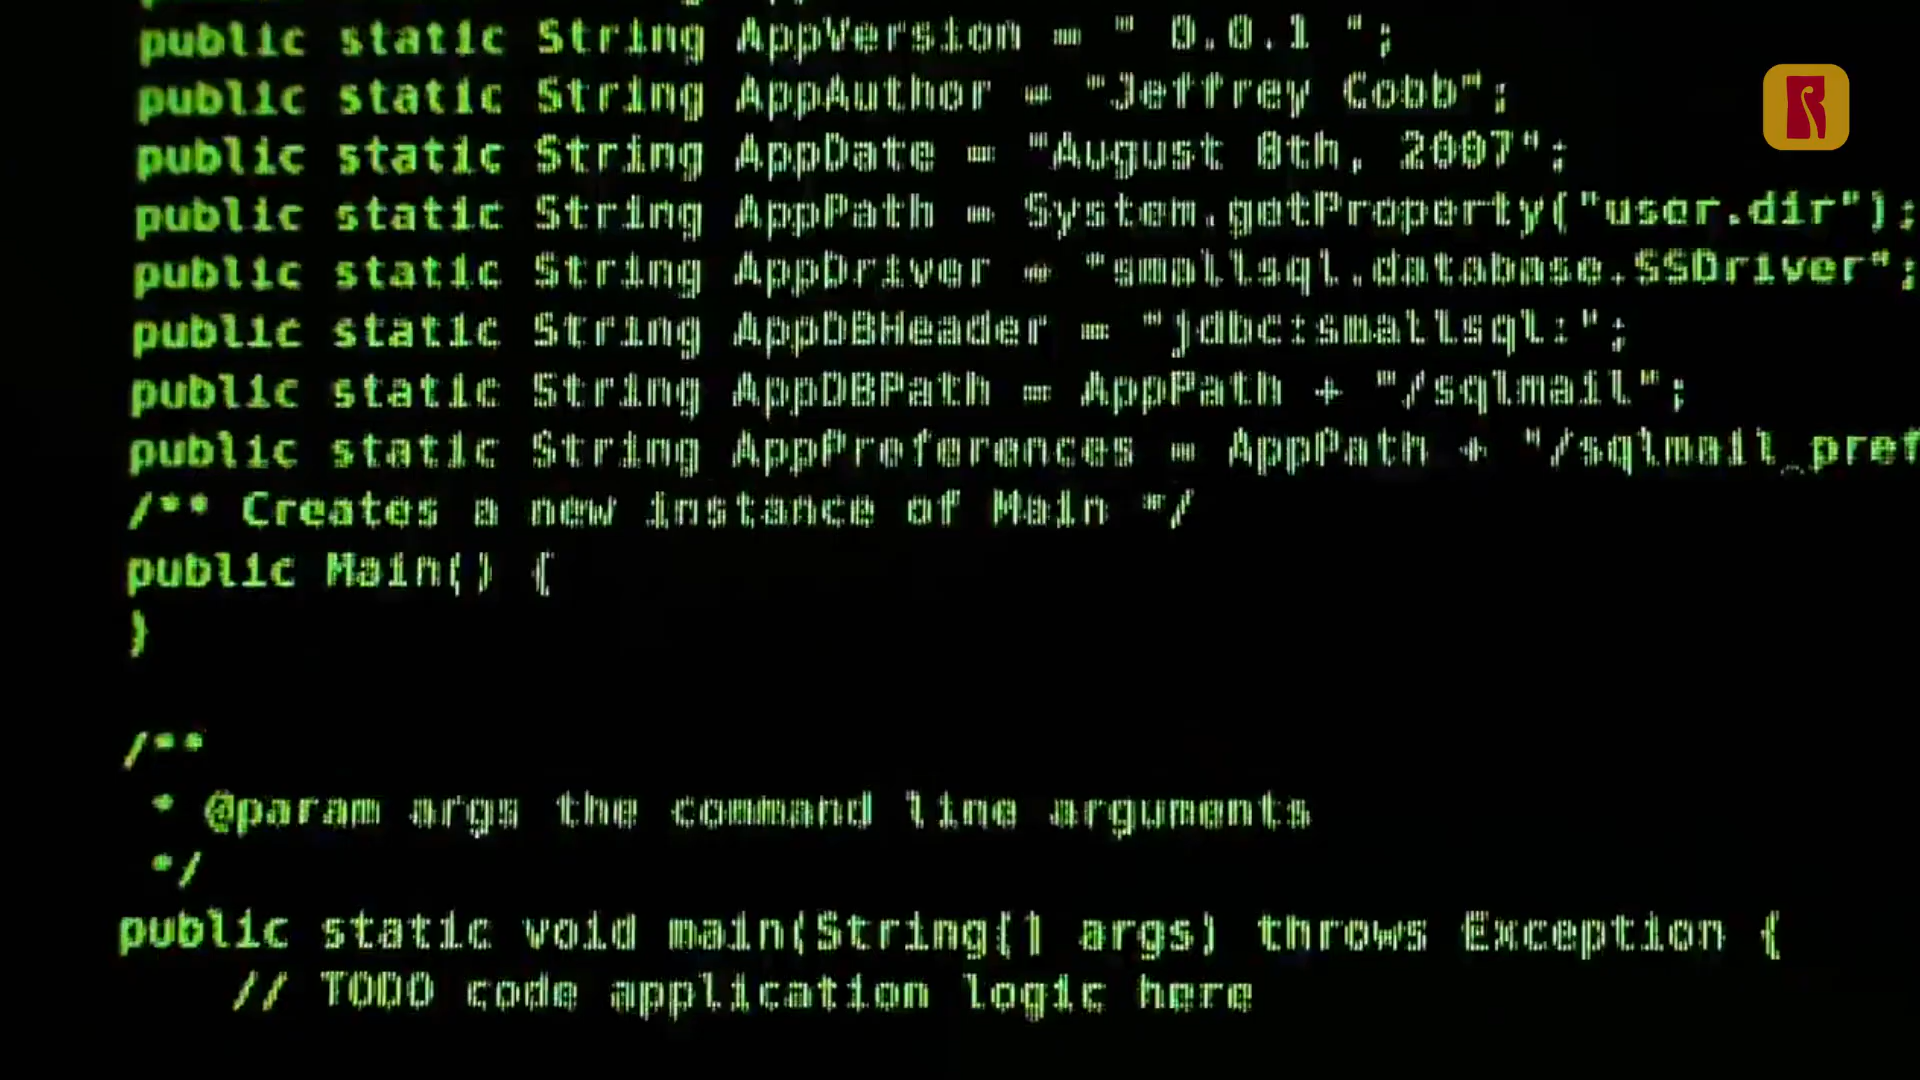 public static String AppVersion = " 0.0.1 ";
public static String AppAuthor = "Jeffrey Cobb";
public static String AppDate = "August 8th, 2007";
public static String AppPath = System.getProperty("user.dir");
public static String AppDriver = "smallsql.database.SSDriver";
public static String AppDBHeader = "jdbc:smallsql:";
public static String AppDBPath = AppPath + "/sqlmail";
public static String AppPreferences = AppPath + "/sqlmail_pref
/** Creates a new instance of Main */
public Main() {
}
/**
* @param args the command line arguments
*/
public static void main(String[] args) throws Exception {
// TODO code application logic here